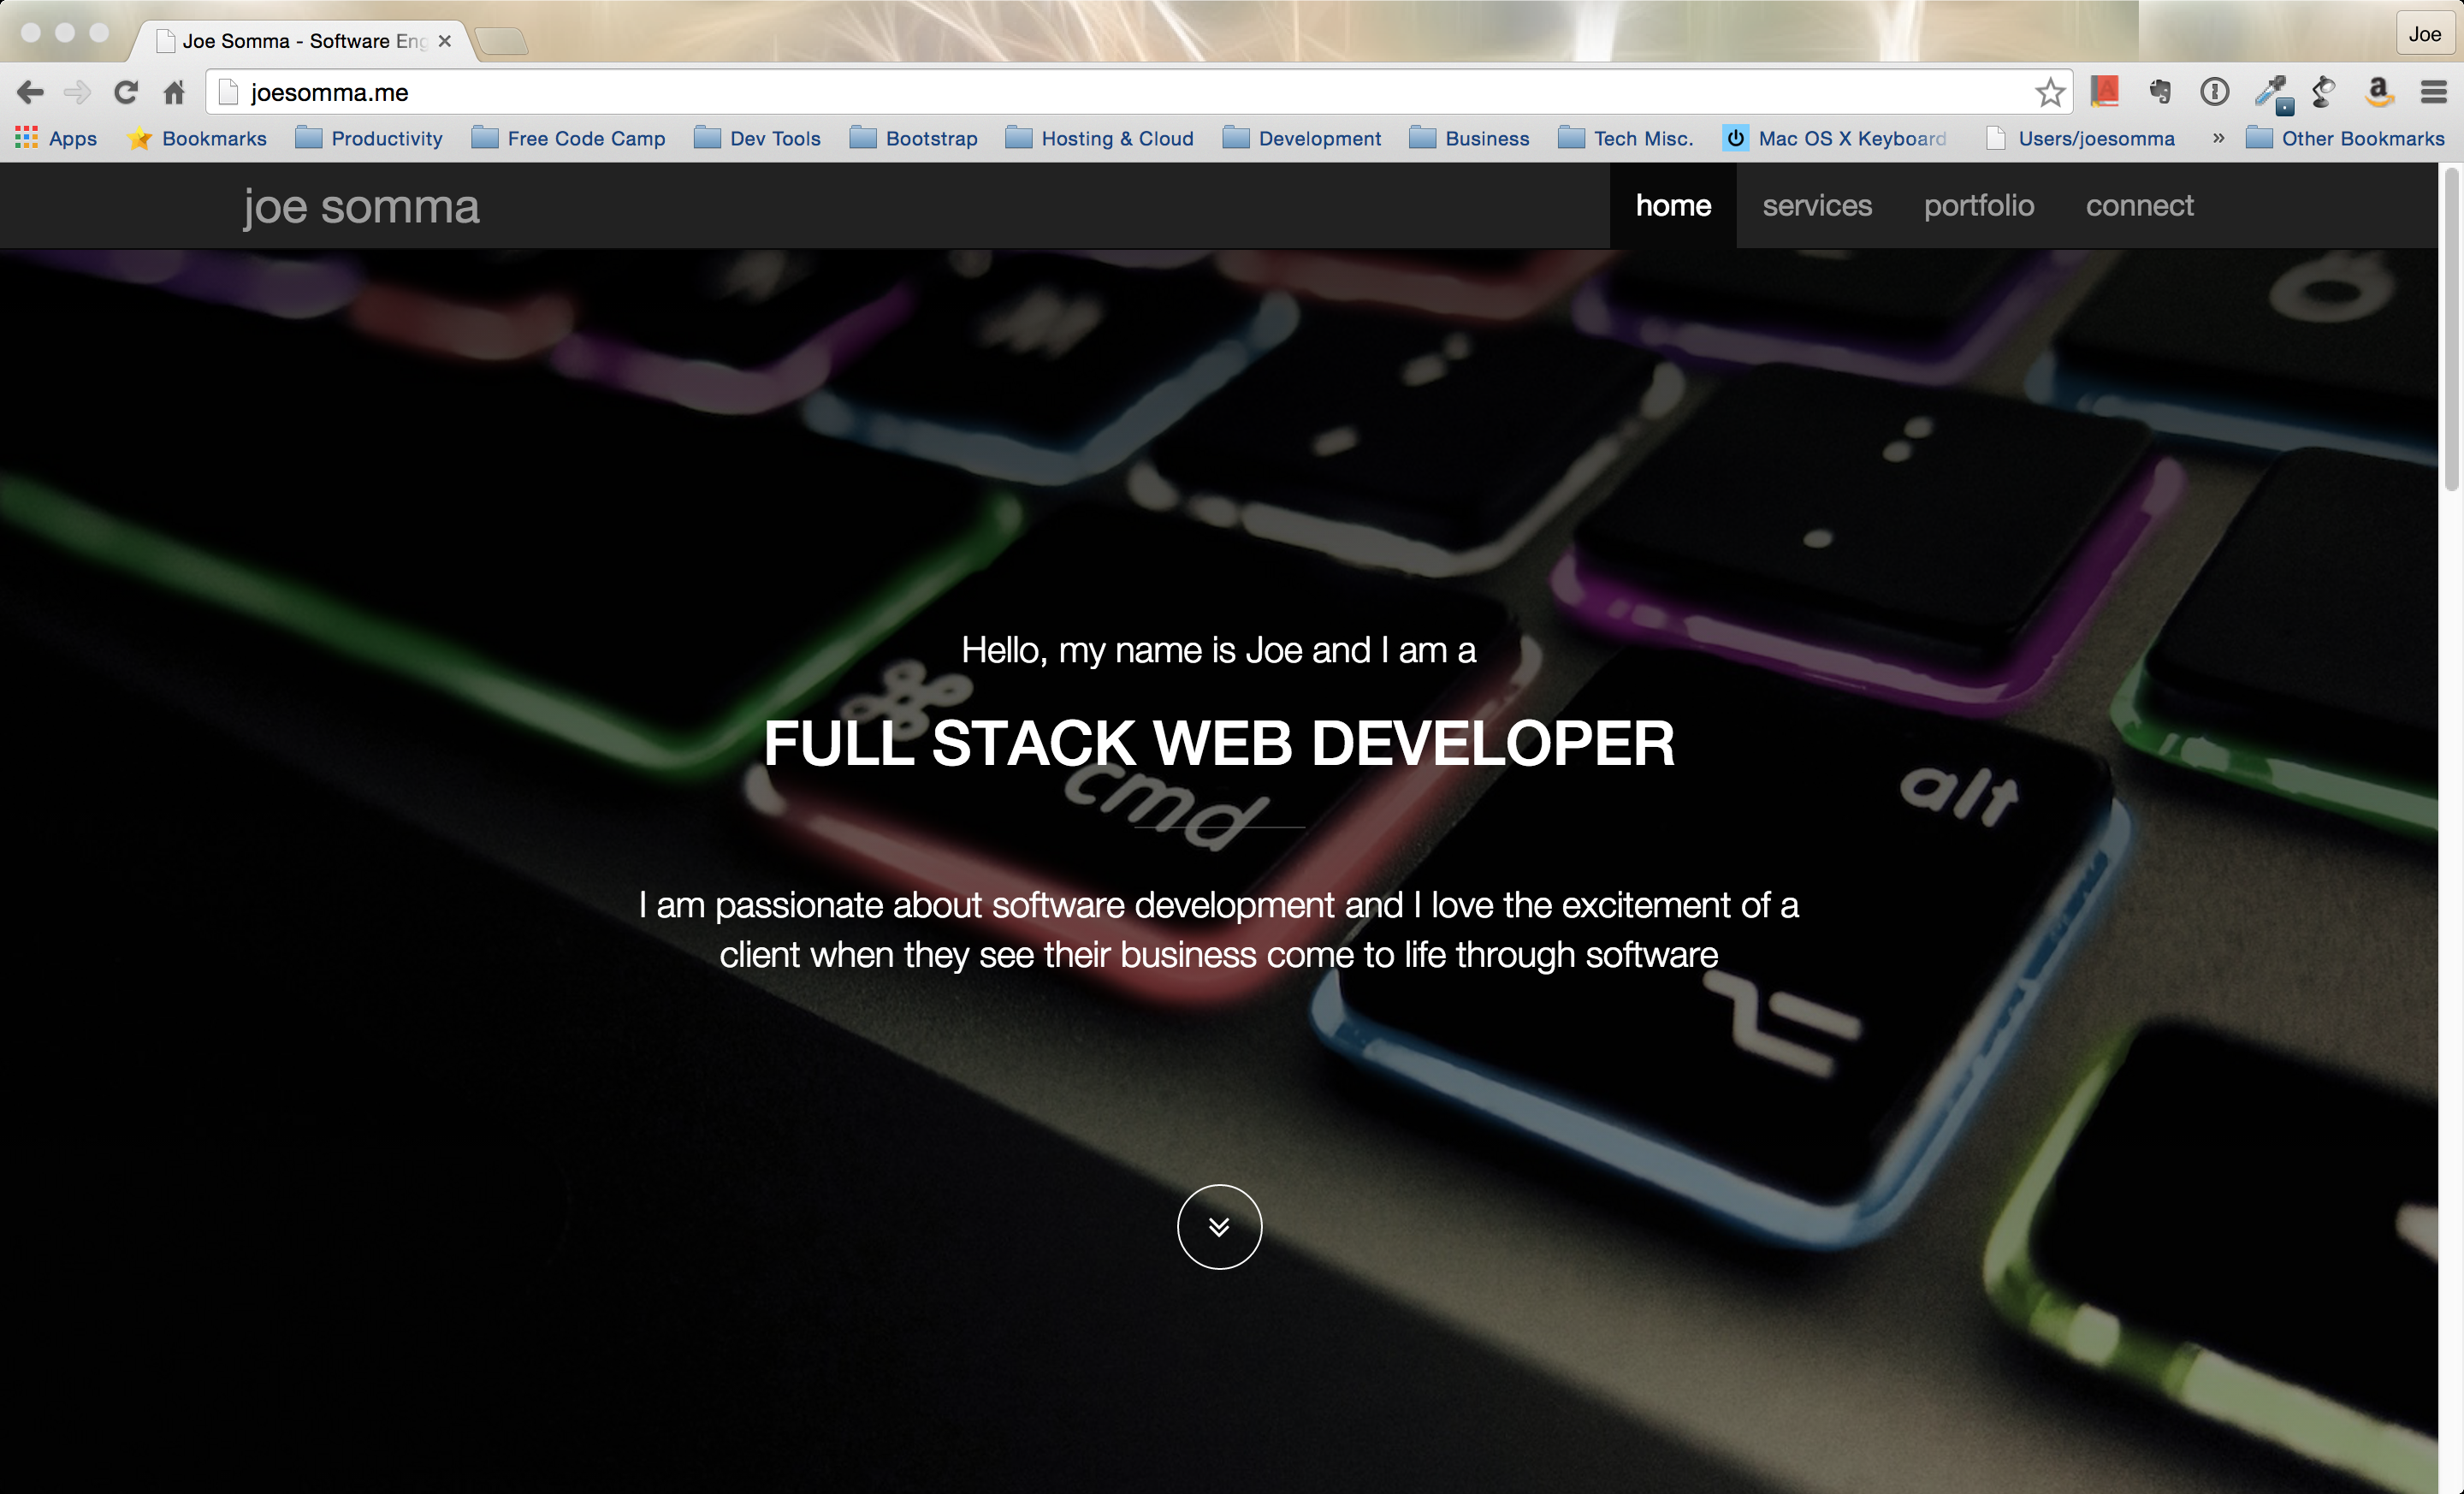 Joe Somma - Software Eng
Joe
joesomma.me
Apps Bookmarks Productivity Free Code Camp Dev Tools Bootstrap Hosting & Cloud Development Business Tech Misc. Mac OS X Keyboard Users/joesomma » Other Bookmarks
joe somma home services portfolio connect
Hello, my name is Joe and I am a
FULL STACK WEB DEVELOPER
cmd
alt
I am passionate about software development and I love the excitement of a
client when they see their business come to life through software